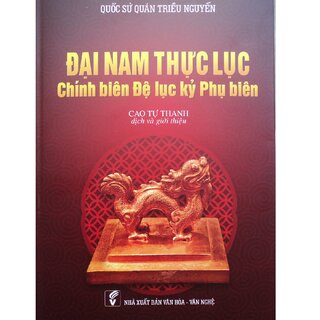 QUỐC SỬ QUÁN TRIỀU NGUYỄN
ĐẠI NAM THỰC LỤC
Chính biên Đệ lục kỷ Phụ biên
CAO TỰ THANH
dịch và giới thiệu
NHÀ XUẤT BẢN VĂN HÓA - VĂN NGHỆ